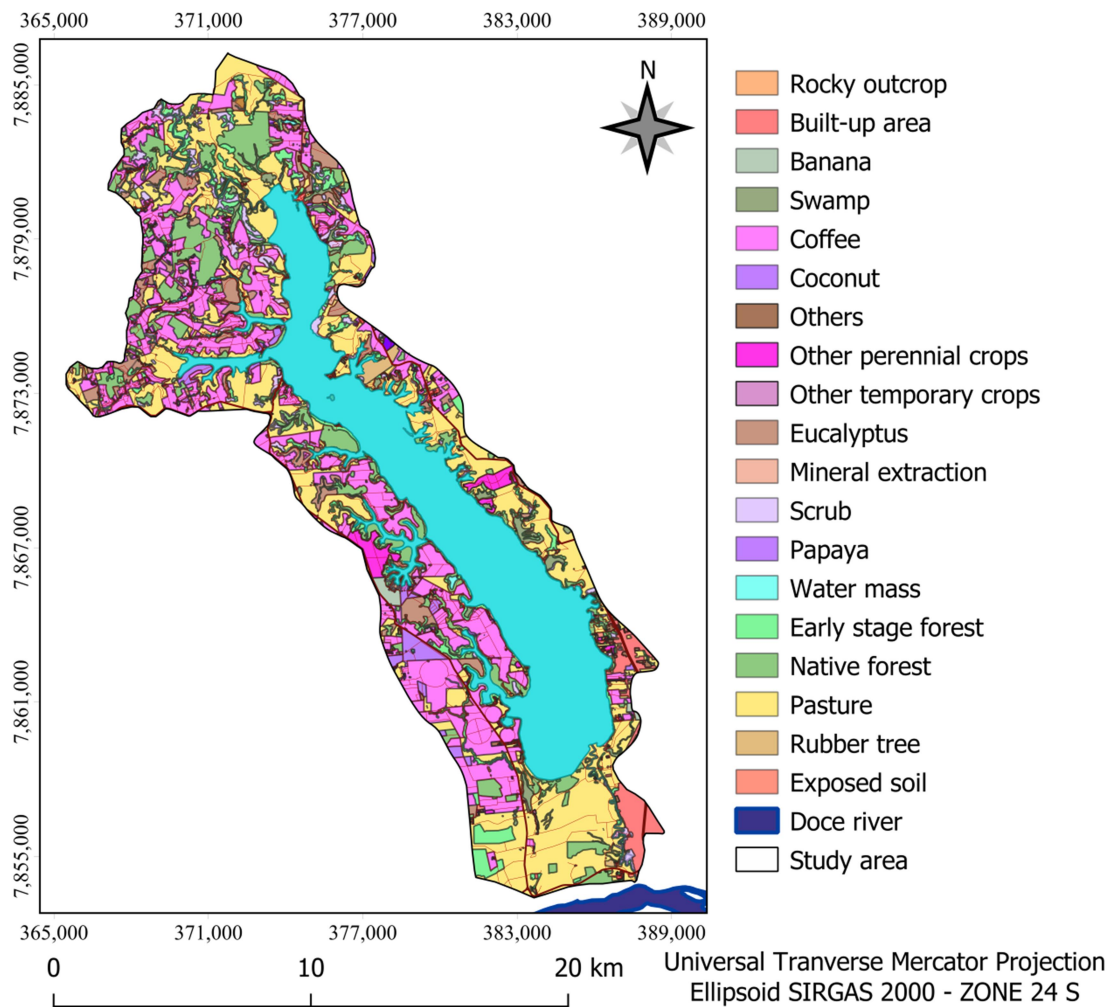 365,000 371,000 377,000 383,000 389,000
7,885,000
7,879,000
7,873,000
7,867,000
7,861,000
7,855,000
N
Rocky outcrop
Built-up area
Banana
Swamp
Coffee
Coconut
Others
Other perennial crops
Other temporary crops
Eucalyptus
Mineral extraction
Scrub
Papaya
Water mass
Early stage forest
Native forest
Pasture
Rubber tree
Exposed soil
Doce river
Study area
365,000 371,000 377,000 383,000 389,000
0 10 20 km
Universal Tranverse Mercator Projection
Ellipsoid SIRGAS 2000 - ZONE 24 S